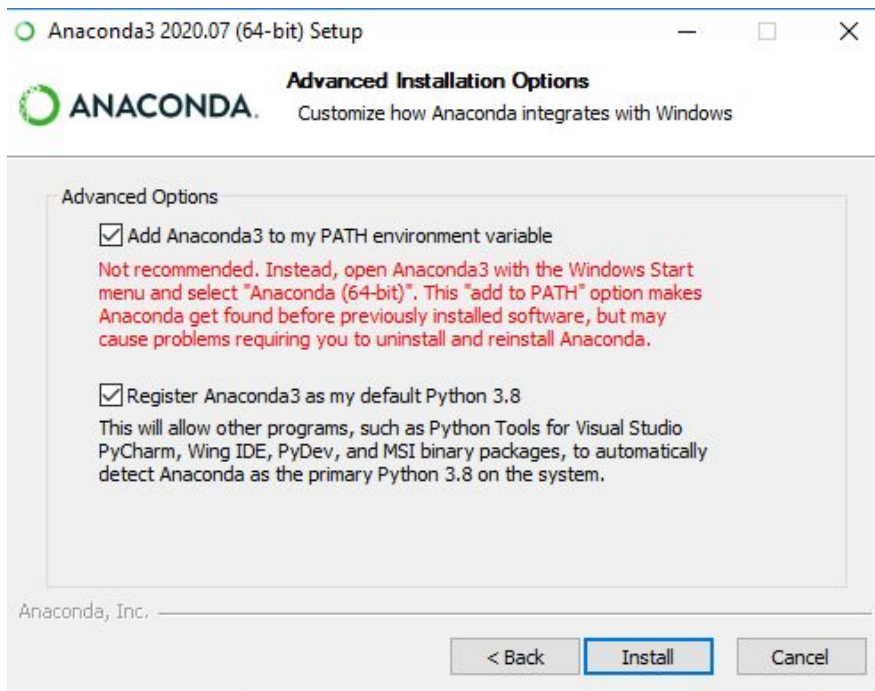 Anaconda3 2020.07 (64-bit) Setup
ANACONDA.
Advanced Installation Options
Customize how Anaconda integrates with Windows
Advanced Options
Add Anaconda3 to my PATH environment variable
Not recommended. Instead, open Anaconda3 with the Windows Start
menu and select "Anaconda (64-bit)". This "add to PATH" option makes
Anaconda get found before previously installed software, but may
cause problems requiring you to uninstall and reinstall Anaconda.
Register Anaconda3 as my default Python 3.8
This will allow other programs, such as Python Tools for Visual Studio
PyCharm, Wing IDE, PyDev, and MSI binary packages, to automatically
detect Anaconda as the primary Python 3.8 on the system.
Anaconda, Inc.
< Back
Install
Cancel